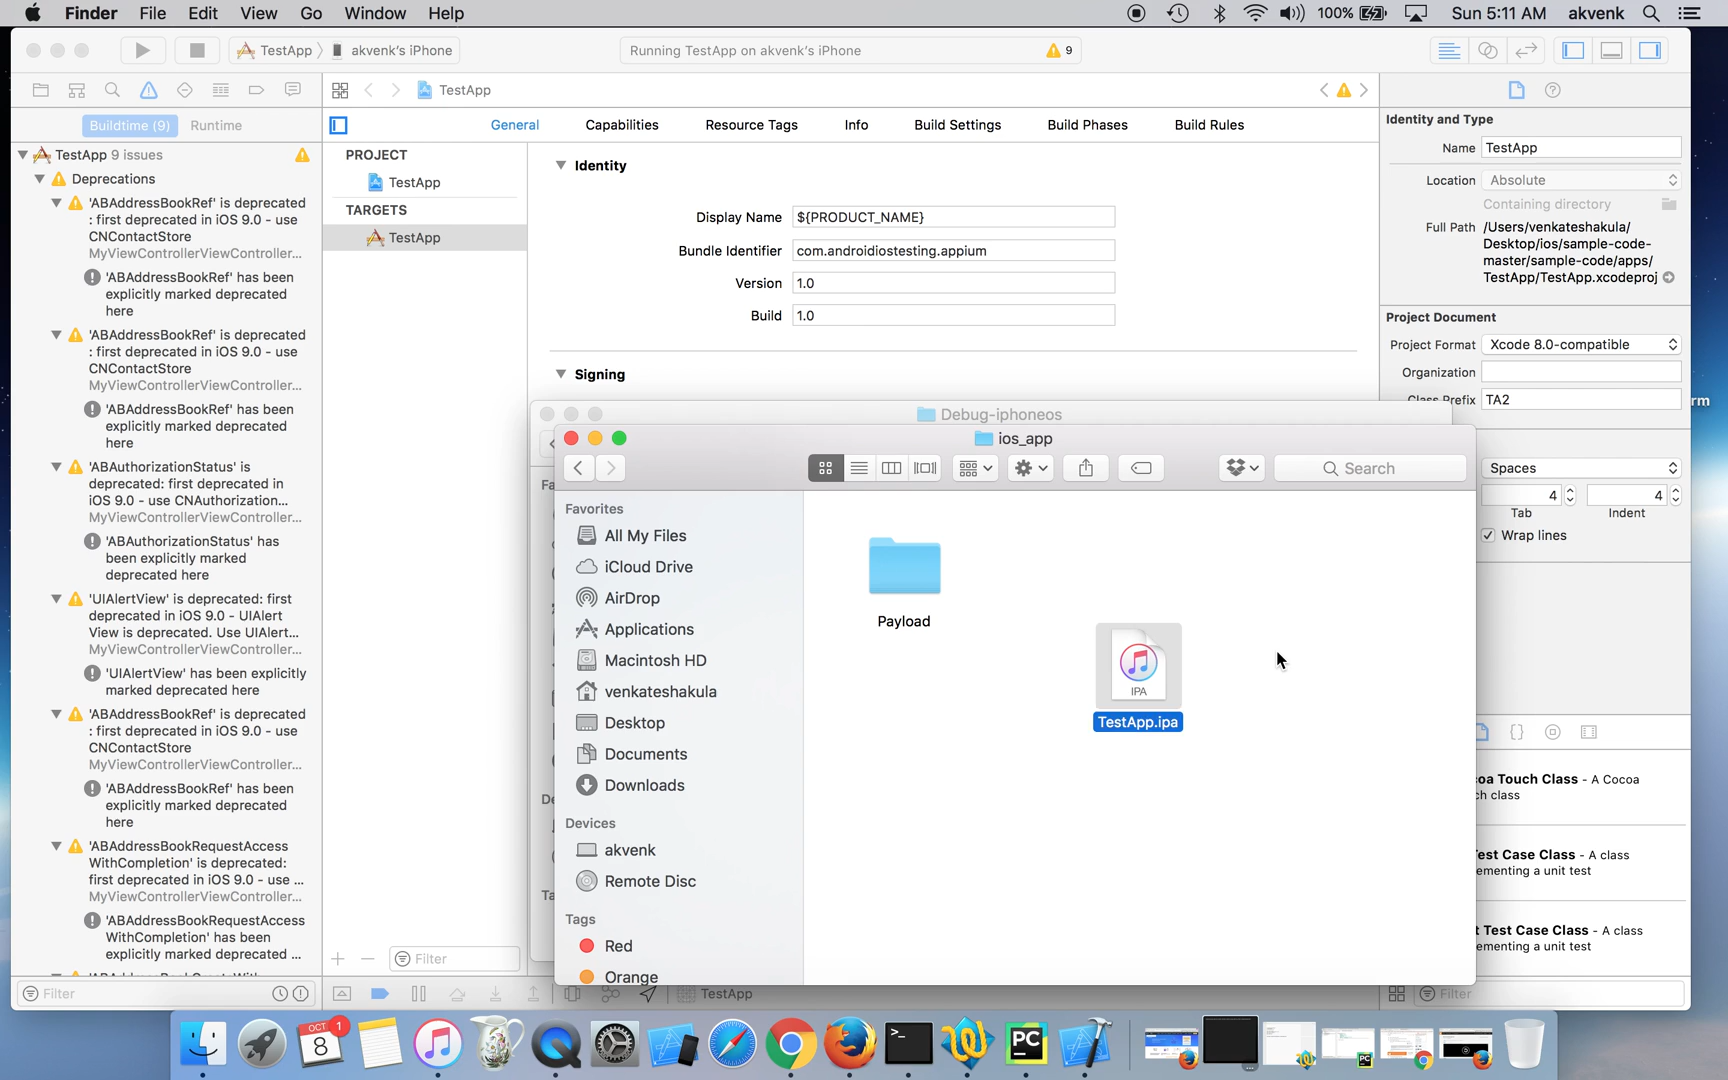 Finder File Edit View Go Window Help
100% Sun 5:11 AM akvenk
TestApp akvenk's iPhone
Running TestApp on akvenk's iPhone 9
TestApp
Buildtime (9) Runtime
General Capabilities Resource Tags Info Build Settings Build Phases Build Rules
TestApp 9 issues
Deprecations
'ABAddressBookRef' is deprecated
: first deprecated in iOS 9.0 - use
CNContactStore
MyViewControllerViewController...
'ABAddressBookRef' has been
explicitly marked deprecated
here
'ABAddressBookRef' is deprecated
: first deprecated in iOS 9.0 - use
CNContactStore
MyViewControllerViewController...
'ABAddressBookRef' has been
explicitly marked deprecated
here
'ABAuthorizationStatus' is
deprecated: first deprecated in
iOS 9.0 - use CNAuthorization...
MyViewControllerViewController...
'ABAuthorizationStatus' has
been explicitly marked
deprecated here
'UIAlertView' is deprecated: first
deprecated in iOS 9.0 - UIAlert
View is deprecated. Use UIAlert...
MyViewControllerViewController...
'UIAlertView' has been explicitly
marked deprecated here
'ABAddressBookRef' is deprecated
: first deprecated in iOS 9.0 - use
CNContactStore
MyViewControllerViewController...
'ABAddressBookRef' has been
explicitly marked deprecated
here
'ABAddressBookRequestAccess
WithCompletion' is deprecated:
first deprecated in iOS 9.0 - use ...
MyViewControllerViewController...
'ABAddressBookRequestAccess
WithCompletion' has been
explicitly marked deprecated ...
Filter
PROJECT
TestApp
TARGETS
TestApp
Filter
Identity
Display Name ${PRODUCT_NAME}
Bundle Identifier com.androidiostesting.appium
Version 1.0
Build 1.0
Signing
TestApp
Identity and Type
Name TestApp
Location Absolute
Containing directory
Full Path /Users/venkateshakula/
Desktop/ios/sample-code-
master/sample-code/apps/
TestApp/TestApp.xcodeproj
Project Document
Project Format Xcode 8.0-compatible
Organization
Class Prefix TA2
rm
Spaces
4 4
Tab Indent
Wrap lines
oa Touch Class - A Cocoa
ch class
Test Case Class - A class
ementing a unit test
t Test Case Class - A class
ementing a unit test
Filter
Debug-iphoneos
ios_app
Search
Favorites
All My Files
iCloud Drive
AirDrop
Applications
Macintosh HD
venkateshakula
Desktop
Documents
Downloads
Devices
akvenk
Remote Disc
Tags
Red
Orange
Payload
IPA
TestApp.ipa
OCT 1
8
PC